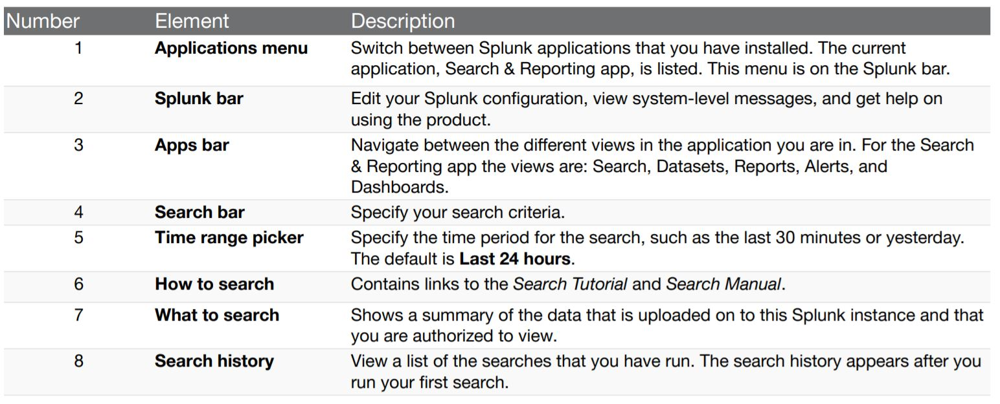 Number Element Description
1 Applications menu Switch between Splunk applications that you have installed. The current
application, Search & Reporting app, is listed. This menu is on the Splunk bar.
2 Splunk bar Edit your Splunk configuration, view system-level messages, and get help on
using the product.
3 Apps bar Navigate between the different views in the application you are in. For the Search
& Reporting app the views are: Search, Datasets, Reports, Alerts, and
Dashboards.
4 Search bar Specify your search criteria.
5 Time range picker Specify the time period for the search, such as the last 30 minutes or yesterday.
The default is Last 24 hours.
6 How to search Contains links to the Search Tutorial and Search Manual.
7 What to search Shows a summary of the data that is uploaded on to this Splunk instance and that
you are authorized to view.
8 Search history View a list of the searches that you have run. The search history appears after you
run your first search.